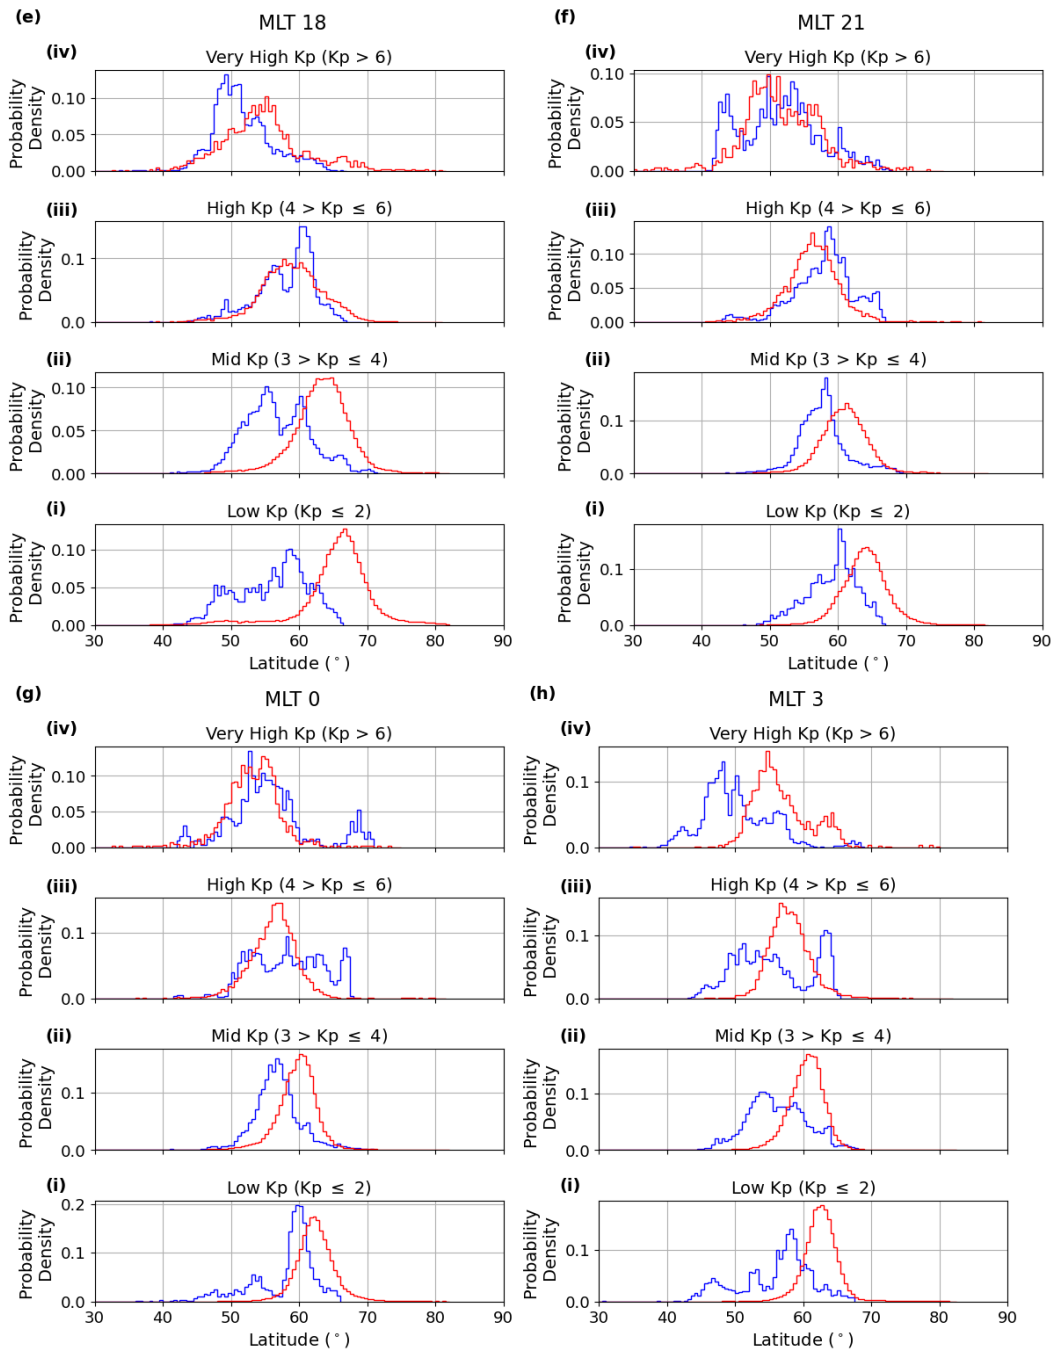 (e) MLT 18
(iv) Very High Kp (Kp > 6)
Probability
Density
0.10
0.05
0.00
(iii) High Kp (4 > Kp ≤ 6)
Probability
Density
0.1
0.0
(ii) Mid Kp (3 > Kp ≤ 4)
Probability
Density
0.10
0.05
0.00
(i) Low Kp (Kp ≤ 2)
Probability
Density
0.10
0.05
0.00
30 40 50 60 70 80 90
Latitude (°)
(f) MLT 21
(iv) Very High Kp (Kp > 6)
Probability
Density
0.10
0.05
0.00
(iii) High Kp (4 > Kp ≤ 6)
Probability
Density
0.15
0.10
0.05
0.00
(ii) Mid Kp (3 > Kp ≤ 4)
Probability
Density
0.1
0.0
(i) Low Kp (Kp ≤ 2)
Probability
Density
0.1
0.0
30 40 50 60 70 80 90
Latitude (°)
(g) MLT 0
(iv) Very High Kp (Kp > 6)
Probability
Density
0.10
0.05
0.00
(iii) High Kp (4 > Kp ≤ 6)
Probability
Density
0.1
0.0
(ii) Mid Kp (3 > Kp ≤ 4)
Probability
Density
0.1
0.0
(i) Low Kp (Kp ≤ 2)
Probability
Density
0.2
0.1
0.0
30 40 50 60 70 80 90
Latitude (°)
(h) MLT 3
(iv) Very High Kp (Kp > 6)
Probability
Density
0.1
0.0
(iii) High Kp (4 > Kp ≤ 6)
Probability
Density
0.1
0.0
(ii) Mid Kp (3 > Kp ≤ 4)
Probability
Density
0.1
0.0
(i) Low Kp (Kp ≤ 2)
Probability
Density
0.1
0.0
30 40 50 60 70 80 90
Latitude (°)